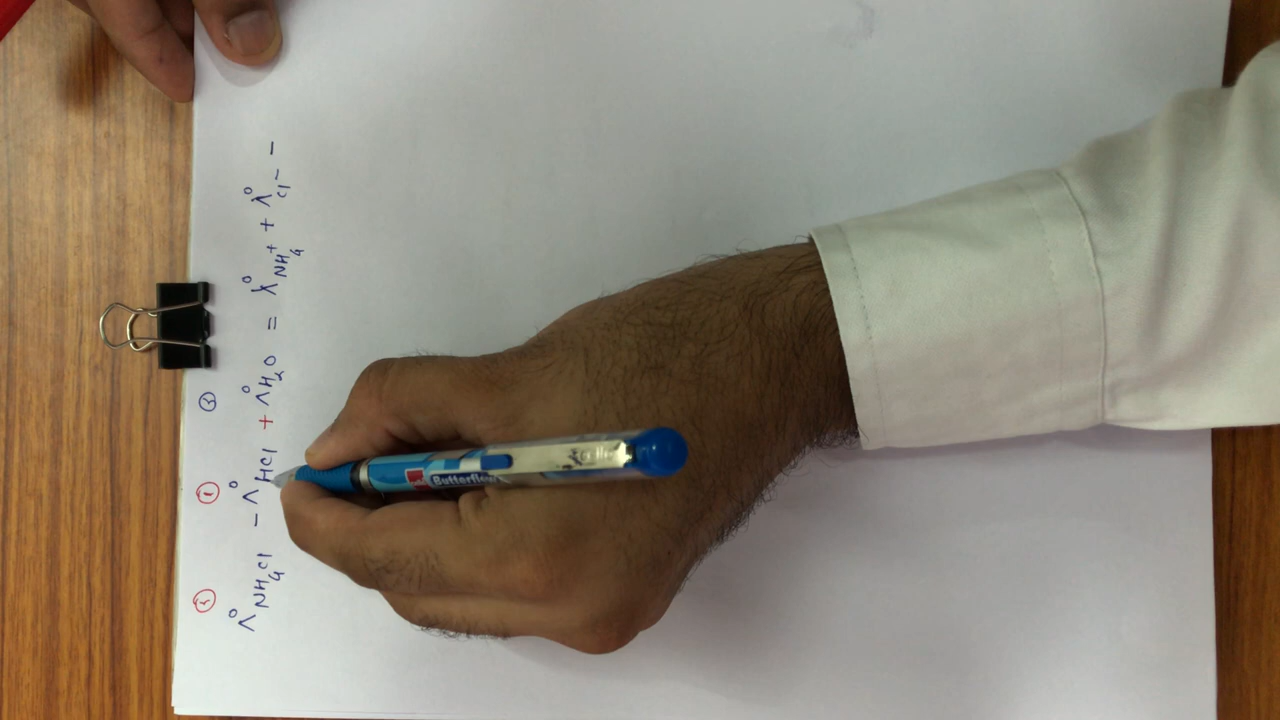 ① ① ②
Λ°NH₄Cl − Λ°HCl + Λ°H₂O = λ°NH₄⁺ + λ°Cl⁻ −
Butterflow